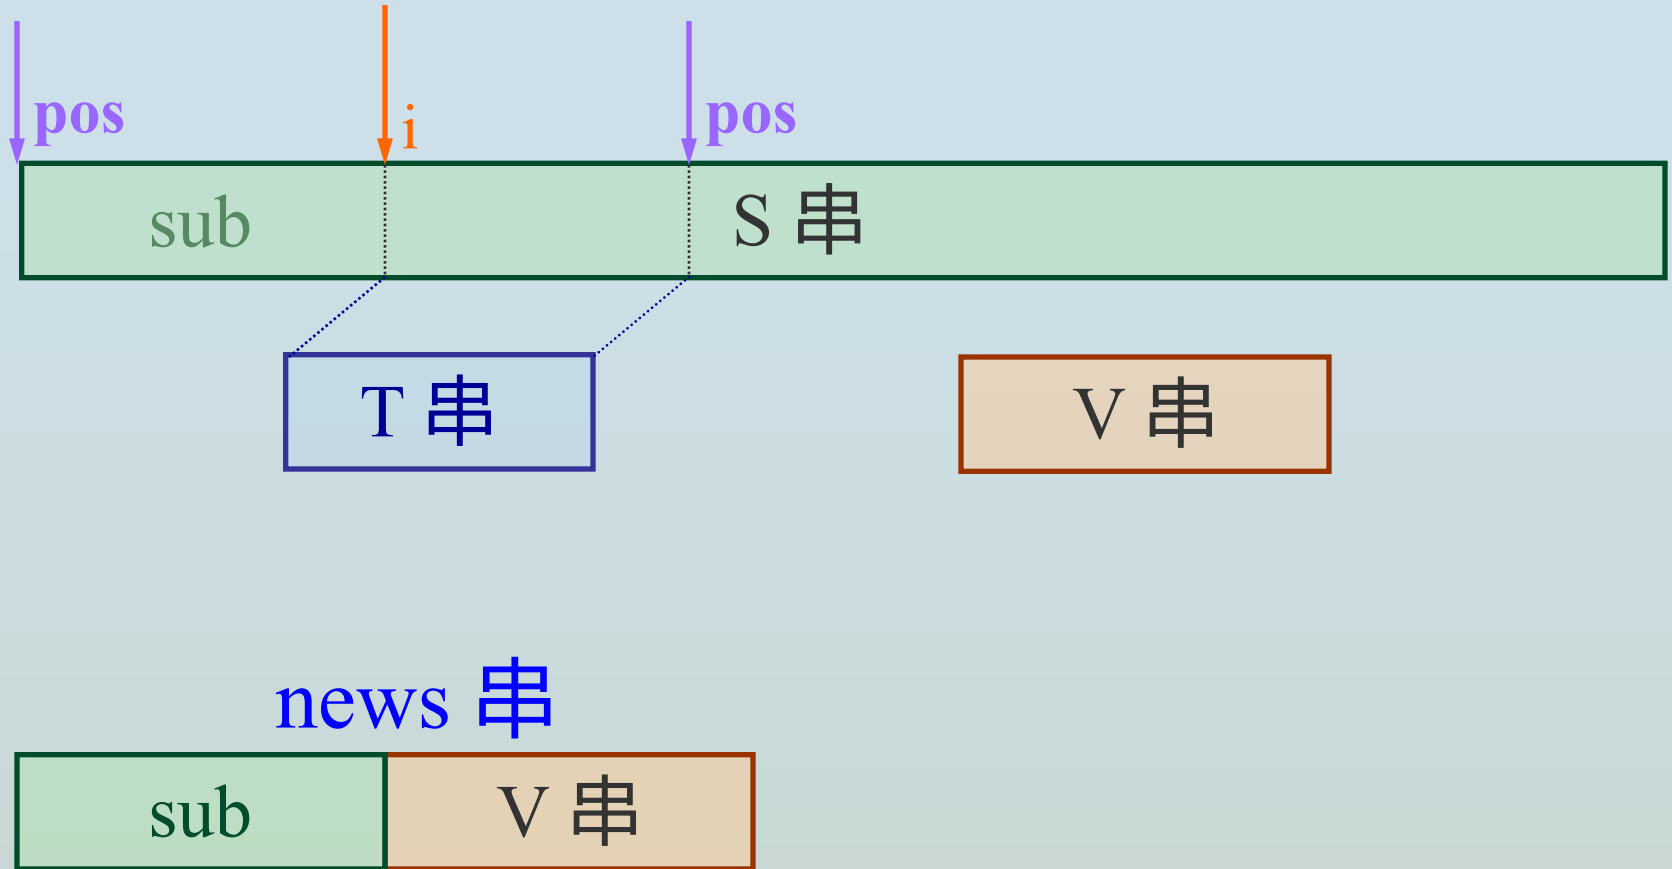 pos i pos
sub S 串
T 串 V 串
news 串
sub V 串